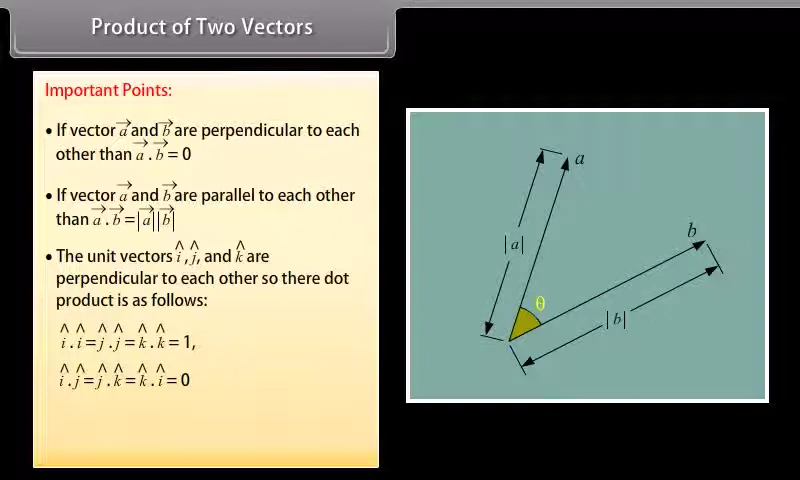 Product of Two Vectors
Important Points:
• If vector a⃗ and b⃗ are perpendicular to each
other than a⃗ . b⃗ = 0
• If vector a⃗ and b⃗ are parallel to each other
than a⃗ . b⃗ = |a⃗||b⃗|
• The unit vectors î , ĵ, and k̂ are
perpendicular to each other so there dot
product is as follows:
î . î = ĵ . ĵ = k̂ . k̂ = 1,
î . ĵ = ĵ . k̂ = k̂ . î = 0
a
|a|
b
θ
|b|